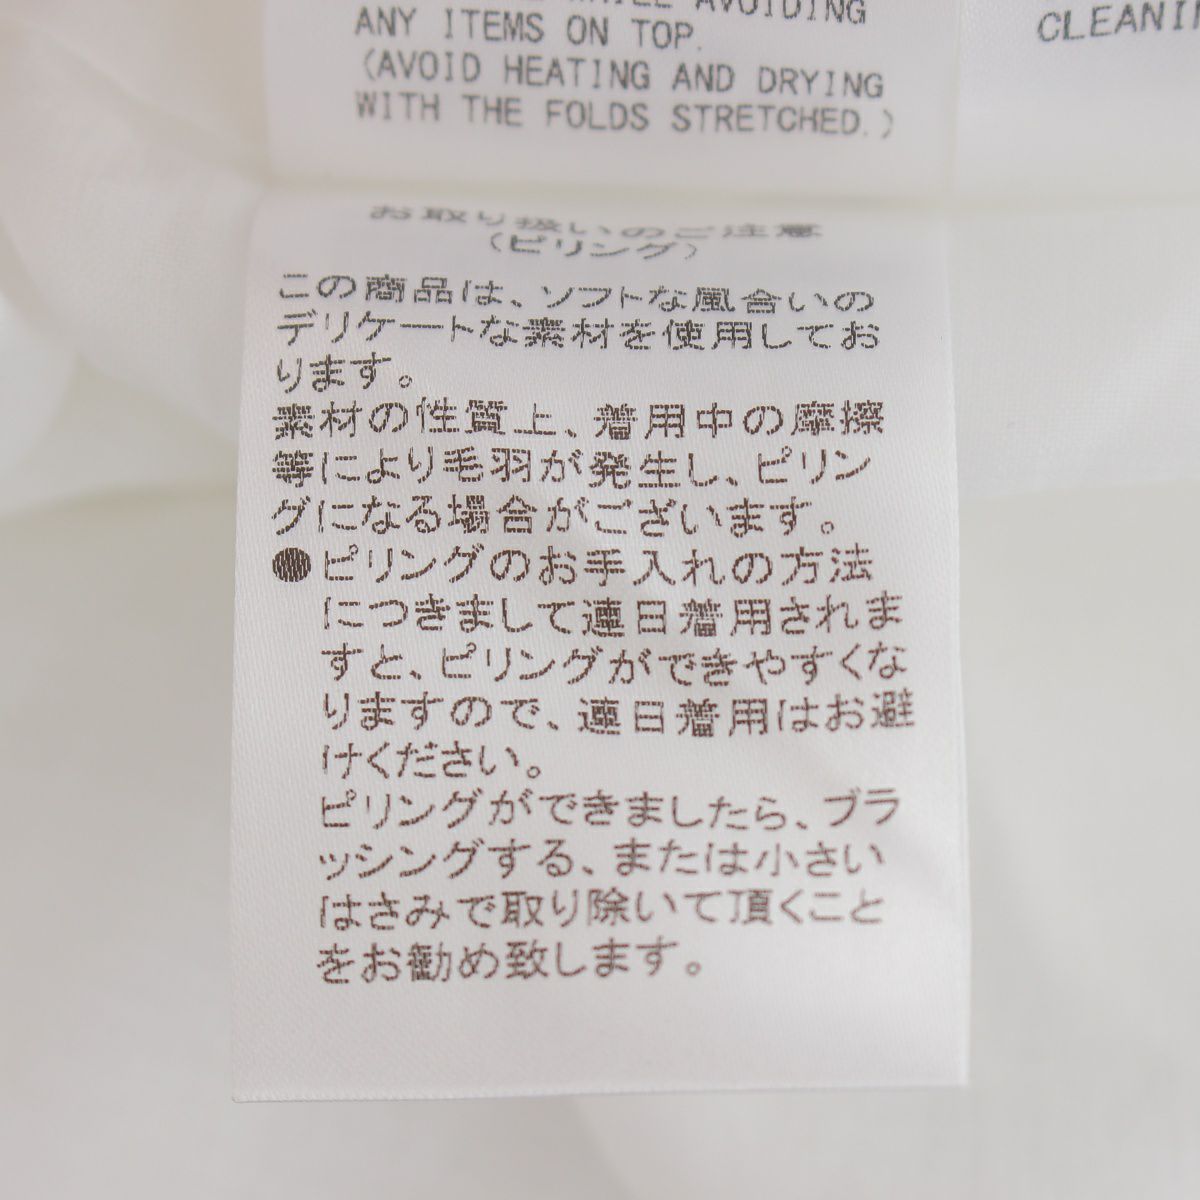 AVOIDING
ANY ITEMS ON TOP.
(AVOID HEATING AND DRYING
WITH THE FOLDS STRETCHED.)
CLEANIN
お取り扱いのご注意
(ピリング)
この商品は、ソフトな風合いの
デリケートな素材を使用してお
ります。
素材の性質上、着用中の摩擦
等により毛羽が発生し、ピリン
グになる場合がございます。
●ピリングのお手入れの方法
につきまして連日着用されま
すと、ピリングができやすくな
りますので、連日着用はお避
けください。
ピリングができましたら、ブラ
ッシングする、または小さい
はさみで取り除いて頂くこと
をお勧め致します。